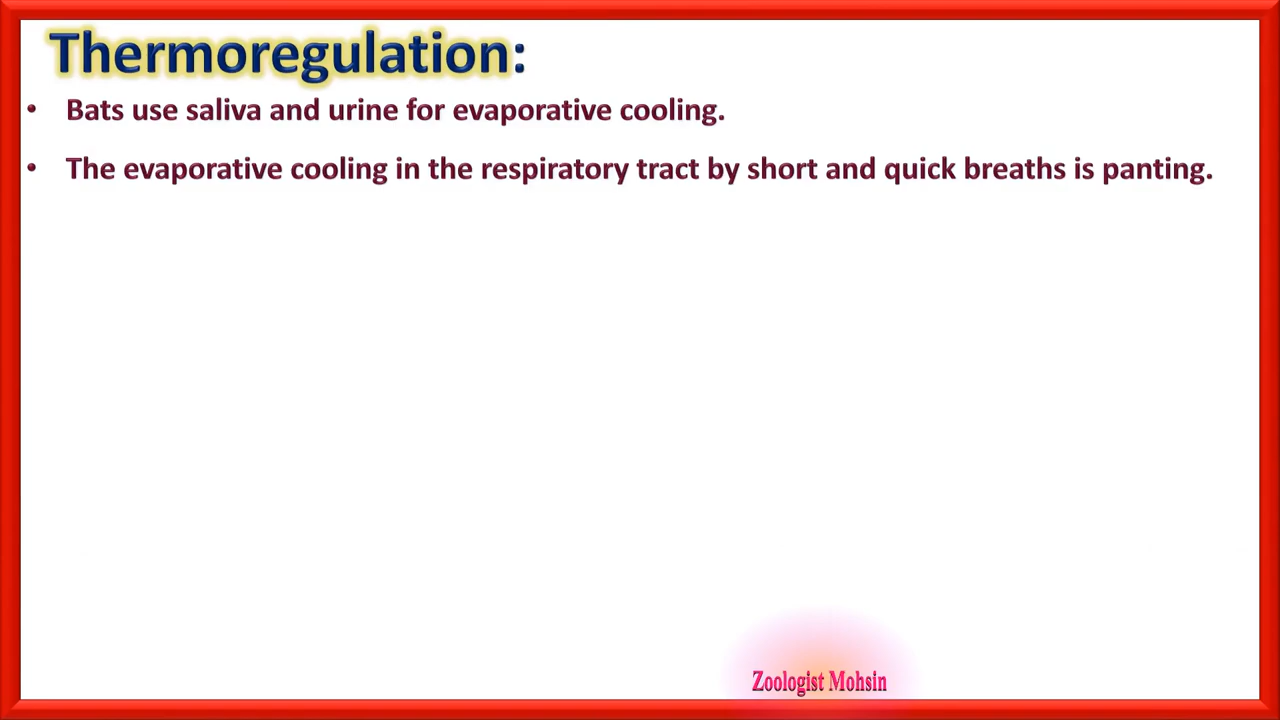 Thermoregulation:
• Bats use saliva and urine for evaporative cooling.
• The evaporative cooling in the respiratory tract by short and quick breaths is panting.
Zoologist Mohsin